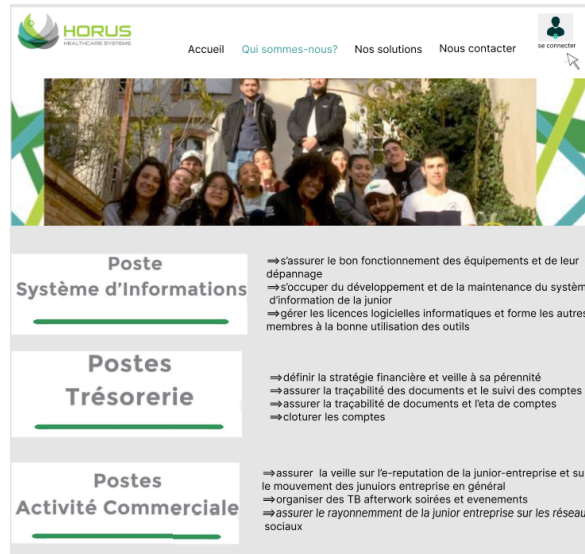 HORUS
HEALTHCARE SYSTEMS
Accueil Qui sommes-nous? Nos solutions Nous contacter se connecter
Poste
Système d'Informations
⇒s'assurer le bon fonctionnement des équipements et de leur
dépannage
⇒s'occuper du développement et de la maintenance du systèm
d'information de la junior
⇒gérer les licences logicielles informatiques et forme les autres
membres à la bonne utilisation des outils
Postes
Trésorerie
⇒définir la stratégie financière et veille à sa pérennité
⇒assurer la traçabilité des documents et le suivi des comptes
⇒assurer la traçabilité de documents et l'eta de comptes
⇒cloturer les comptes
Postes
Activité Commerciale
⇒assurer la veille sur l'e-reputation de la junior-entreprise et su
le mouvement des junuiors entreprise en général
⇒organiser des TB afterwork soirées et evenements
⇒assurer le rayonnemment de la junior entreprise sur les réseau
sociaux